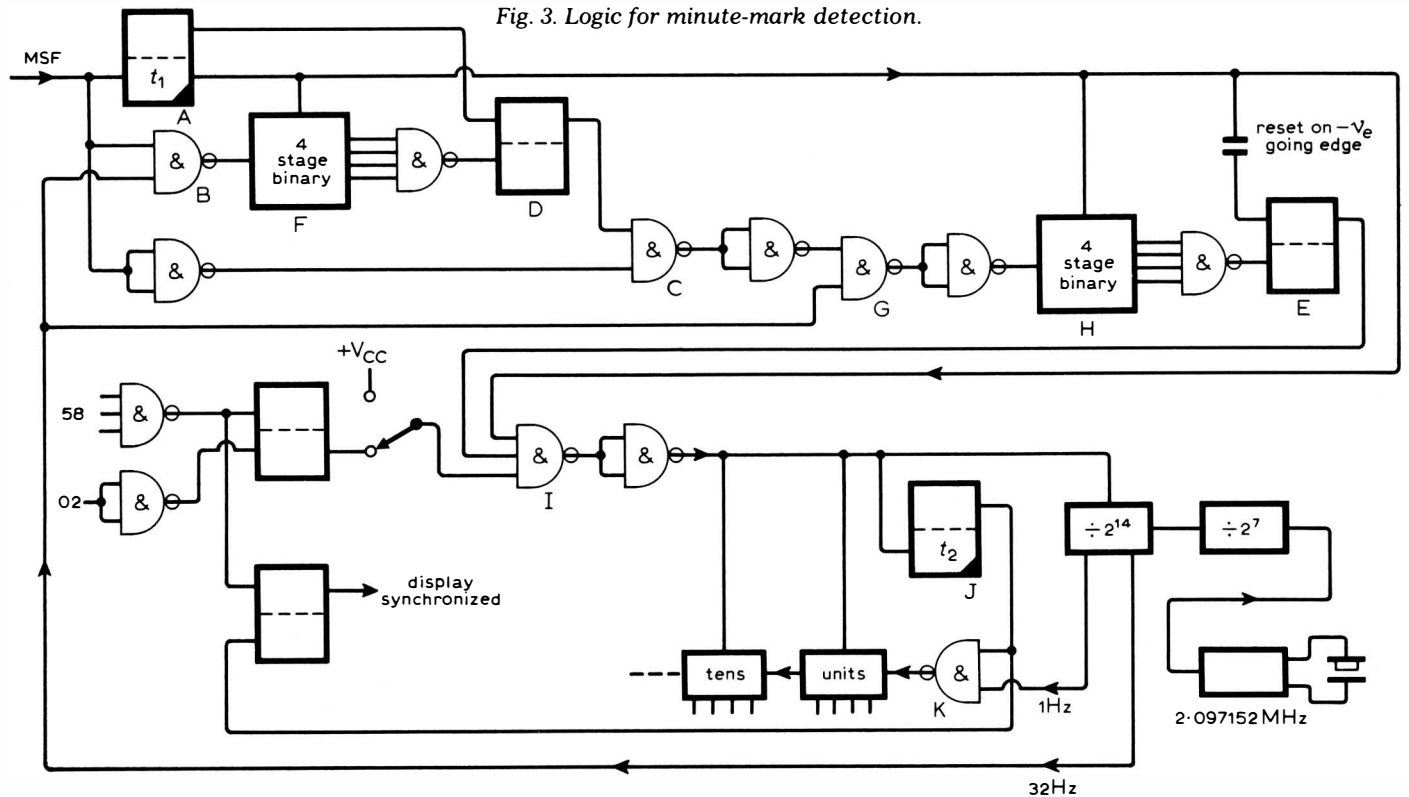 Fig. 3. Logic for minute-mark detection.
MSF
t₁
A
&
B
4
stage
binary
F
&
D
&
&
C
&
&
G
&
4
stage
binary
H
&
E
reset on −vₑ
going edge
+V_CC
58
&
02
&
&
I
&
t₂
J
÷2¹⁴
÷2⁷
display
synchronized
tens
units
&
K
1Hz
2·097152 MHz
32Hz